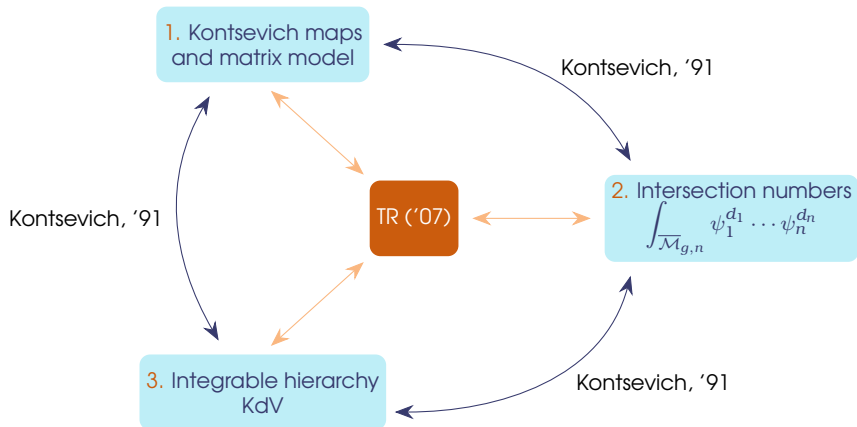 1. Kontsevich maps
and matrix model
Kontsevich, '91
Kontsevich, '91
TR ('07)
2. Intersection numbers
∫_{\overline{M}_{g,n}} ψ_1^{d_1} ⋯ ψ_n^{d_n}
3. Integrable hierarchy
KdV
Kontsevich, '91